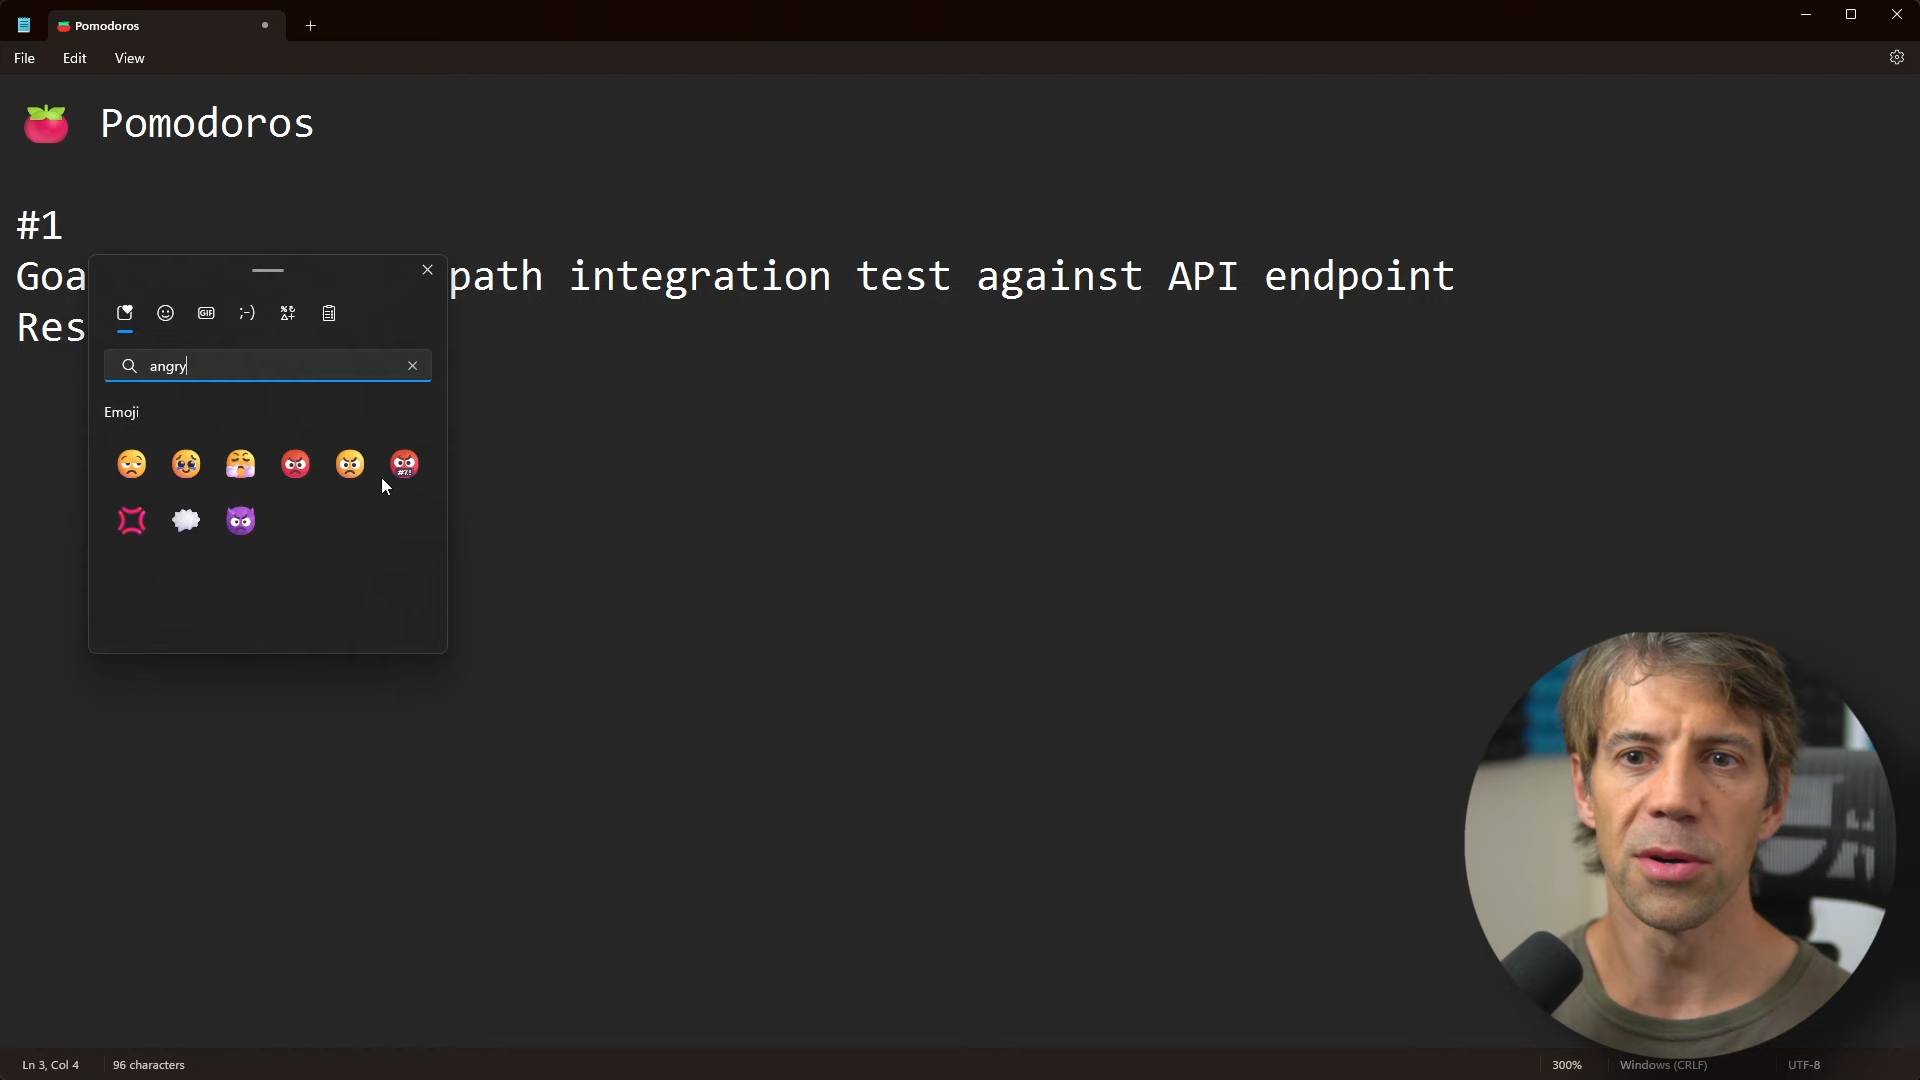 Pomodoros
File Edit View
Pomodoros
#1
Goa path integration test against API endpoint
Res
GIF ;-)
angry
Emoji
Ln 3, Col 4 96 characters 300% Windows (CRLF) UTF-8